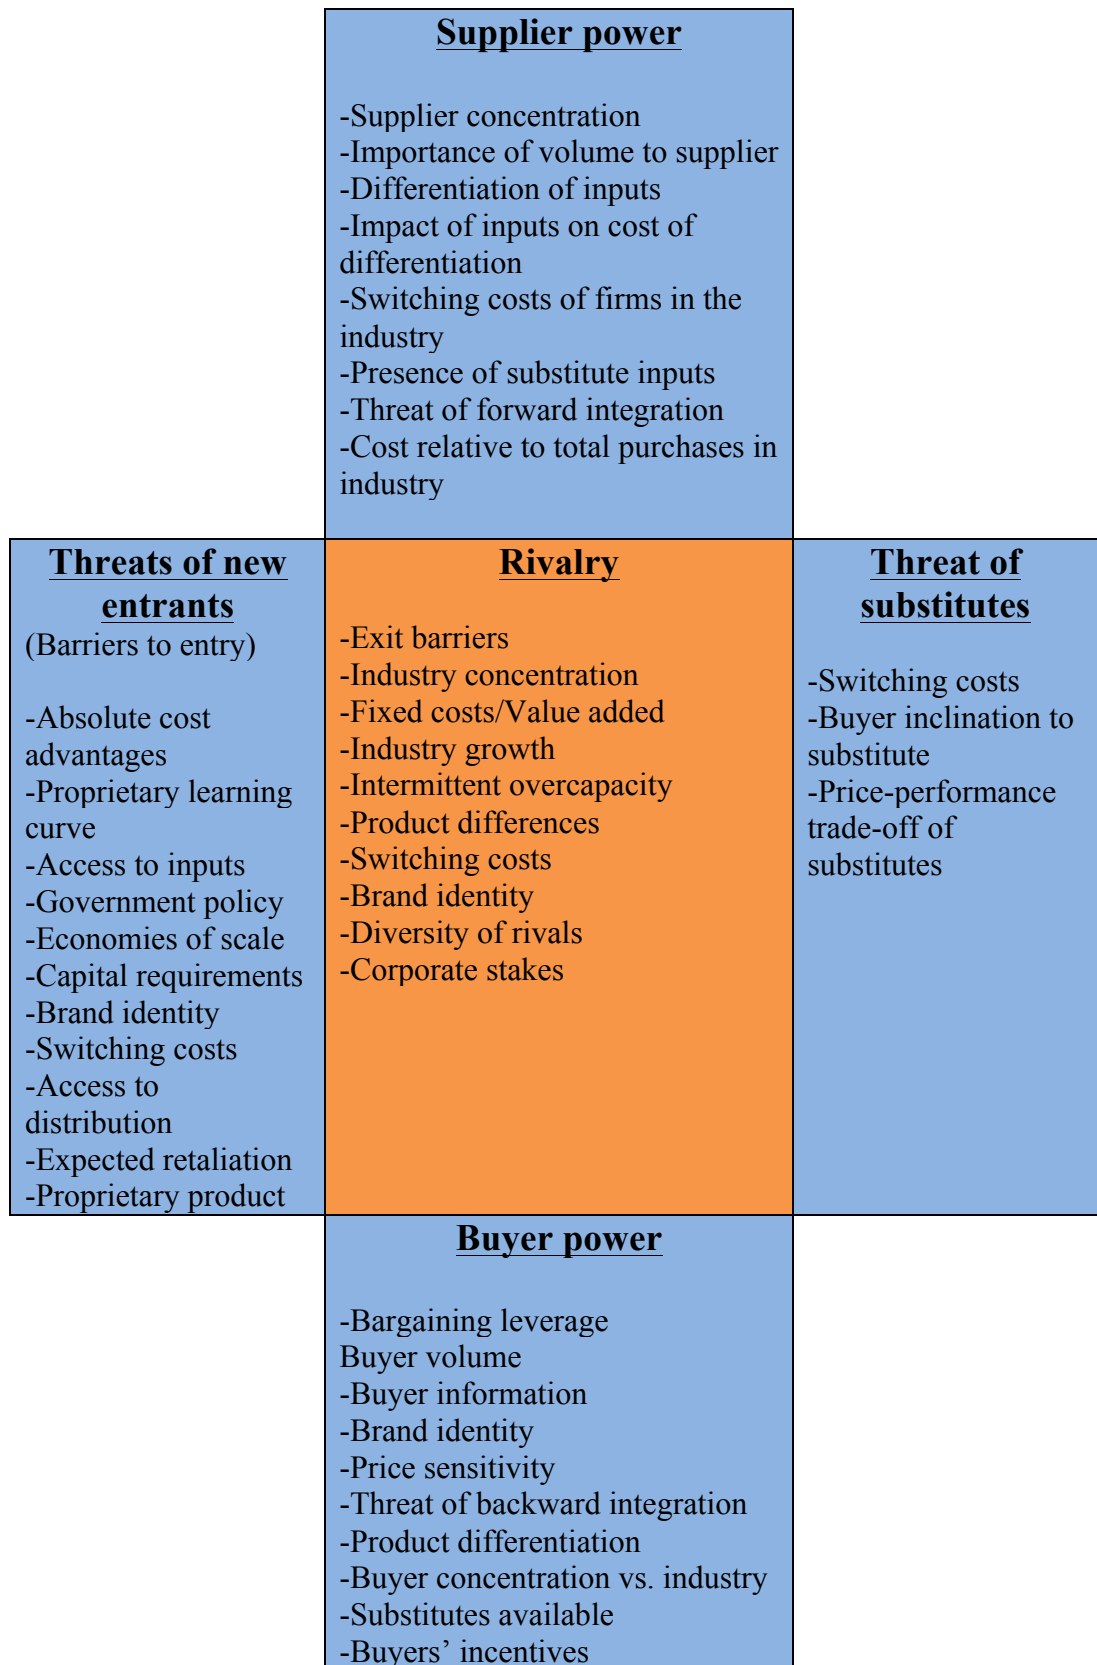 Supplier power
-Supplier concentration
-Importance of volume to supplier
-Differentiation of inputs
-Impact of inputs on cost of
differentiation
-Switching costs of firms in the
industry
-Presence of substitute inputs
-Threat of forward integration
-Cost relative to total purchases in
industry
Threats of new
entrants
(Barriers to entry)
-Absolute cost
advantages
-Proprietary learning
curve
-Access to inputs
-Government policy
-Economies of scale
-Capital requirements
-Brand identity
-Switching costs
-Access to
distribution
-Expected retaliation
-Proprietary product
Rivalry
-Exit barriers
-Industry concentration
-Fixed costs/Value added
-Industry growth
-Intermittent overcapacity
-Product differences
-Switching costs
-Brand identity
-Diversity of rivals
-Corporate stakes
Threat of
substitutes
-Switching costs
-Buyer inclination to
substitute
-Price-performance
trade-off of
substitutes
Buyer power
-Bargaining leverage
Buyer volume
-Buyer information
-Brand identity
-Price sensitivity
-Threat of backward integration
-Product differentiation
-Buyer concentration vs. industry
-Substitutes available
-Buyers’ incentives